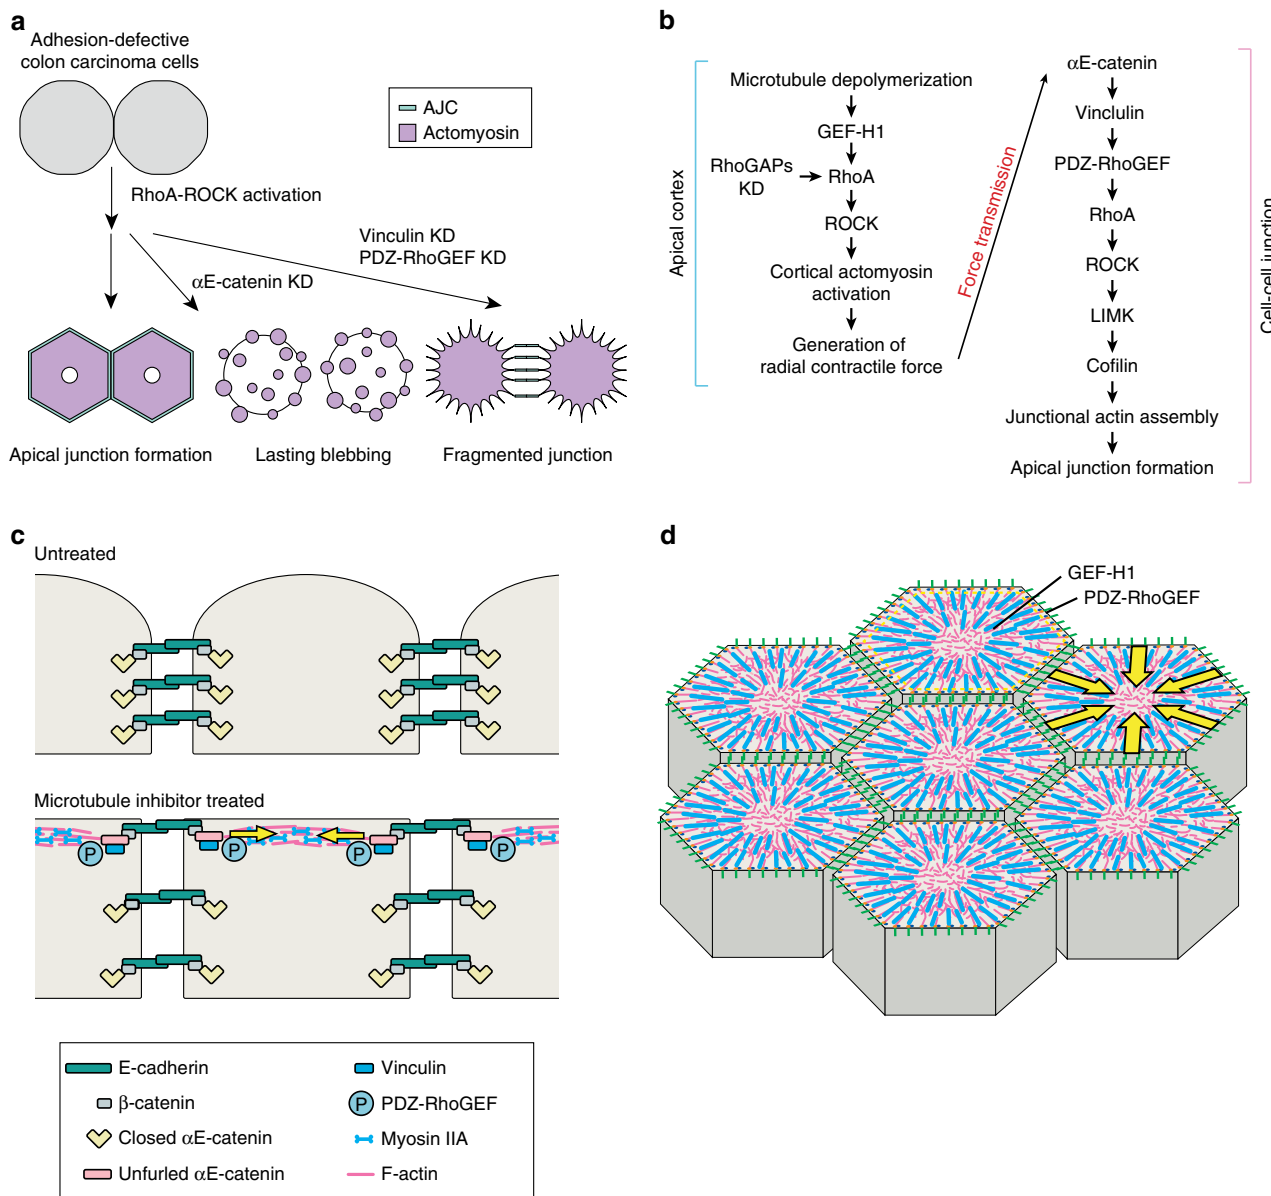 a
Adhesion-defective
colon carcinoma cells
AJC
Actomyosin
RhoA-ROCK activation
Vinculin KD
PDZ-RhoGEF KD
αE-catenin KD
Apical junction formation
Lasting blebbing
Fragmented junction
b
Apical cortex
Microtubule depolymerization
GEF-H1
RhoGAPs
KD
RhoA
ROCK
Cortical actomyosin
activation
Generation of
radial contractile force
Force transmission
αE-catenin
Vinclulin
PDZ-RhoGEF
RhoA
ROCK
LIMK
Cofilin
Junctional actin assembly
Apical junction formation
Cell-cell junction
c
Untreated
Microtubule inhibitor treated
P
P
P
P
E-cadherin
β-catenin
Closed αE-catenin
Unfurled αE-catenin
Vinculin
P
PDZ-RhoGEF
Myosin IIA
F-actin
d
GEF-H1
PDZ-RhoGEF